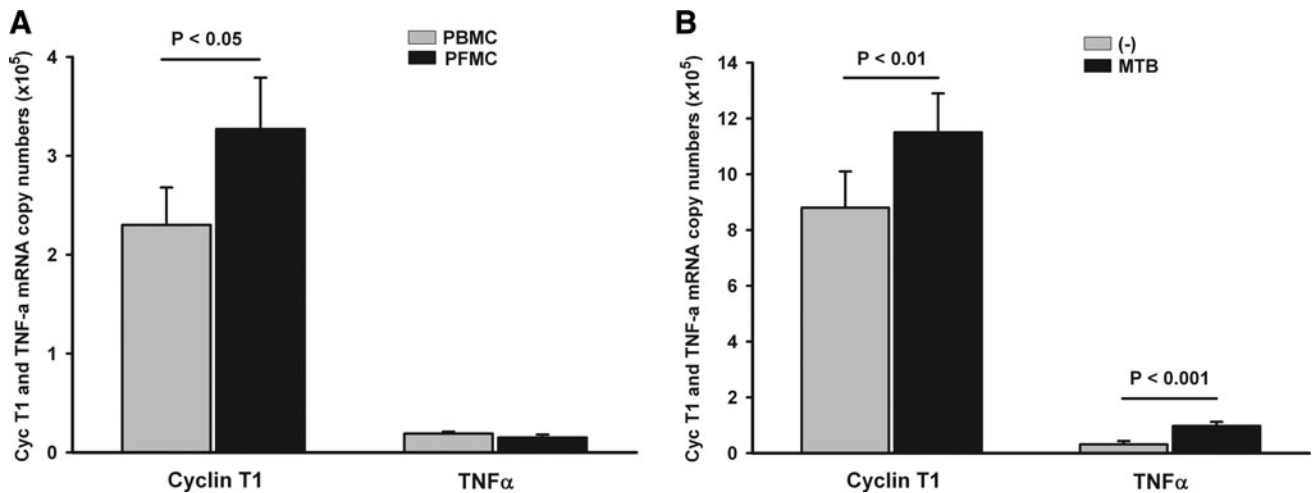 A
P < 0.05
PBMC
PFMC
Cyc T1 and TNF-a mRNA copy numbers (x10⁵)
4
3
2
1
0
Cyclin T1
TNFα
B
P < 0.01
(-)
MTB
Cyc T1 and TNF-a mRNA copy numbers (x10⁵)
14
12
10
8
6
4
2
0
P < 0.001
Cyclin T1
TNFα